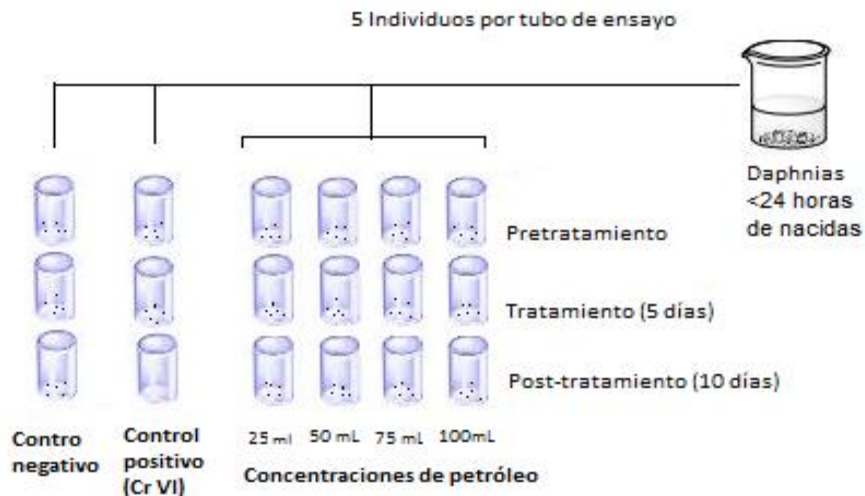 5 Individuos por tubo de ensayo
Daphnias
<24 horas
de nacidas
Pretratamiento
Tratamiento (5 días)
Post-tratamiento (10 días)
Contro
negativo
Control
positivo
(Cr VI)
25 ml 50 mL 75 mL 100mL
Concentraciones de petróleo